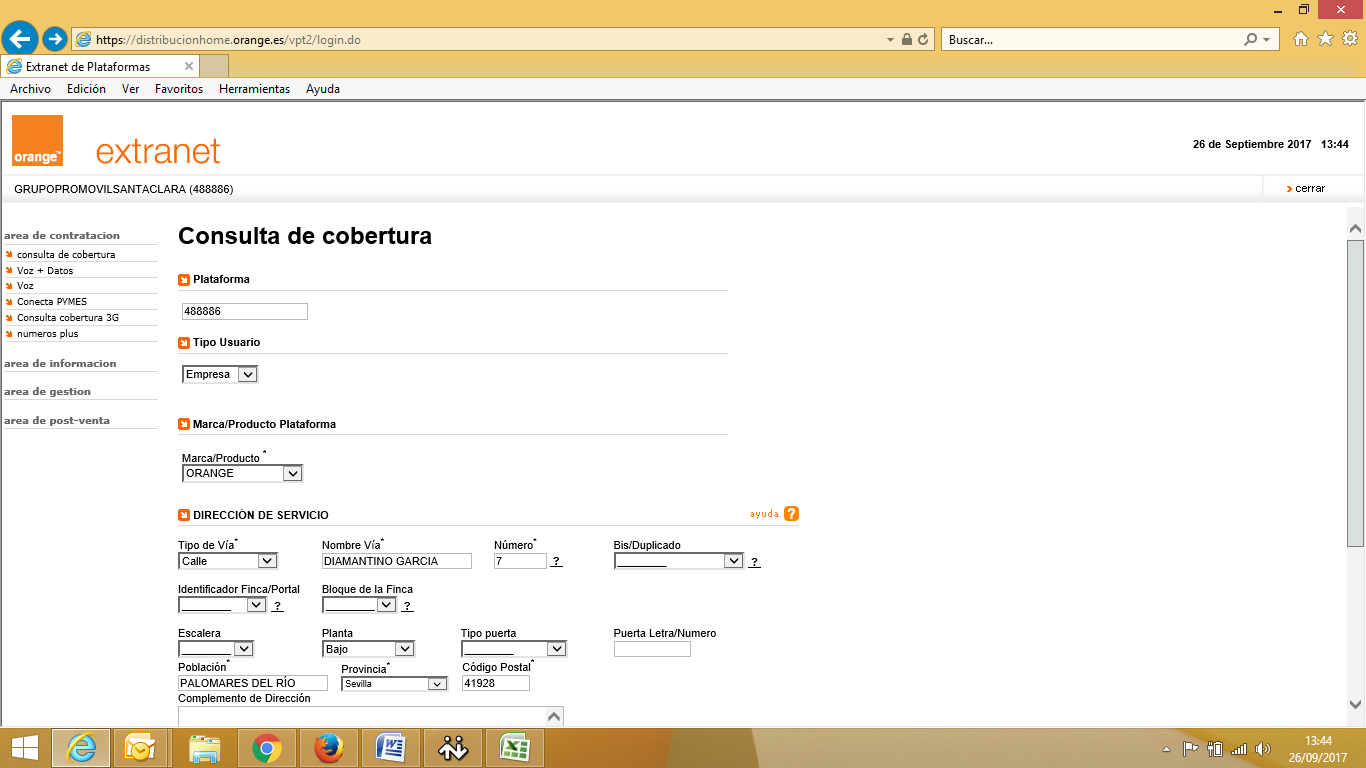 https://distribucionhome.orange.es/vpt2/login.do
Buscar...
Extranet de Plataformas
Archivo Edición Ver Favoritos Herramientas Ayuda
orange™
extranet
26 de Septiembre 2017 13:44
GRUPOPROMOVILSANTACLARA (488886)
cerrar
area de contratacion
consulta de cobertura
Voz + Datos
Voz
Conecta PYMES
Consulta cobertura 3G
numeros plus
area de informacion
area de gestion
area de post-venta
Consulta de cobertura
Plataforma
488886
Tipo Usuario
Empresa
Marca/Producto Plataforma
Marca/Producto *
ORANGE
DIRECCIÓN DE SERVICIO
ayuda ?
Tipo de Vía* Nombre Vía* Número* Bis/Duplicado
Calle DIAMANTINO GARCIA 7 ? ________ ?
Identificador Finca/Portal Bloque de la Finca
________ ? ________ ?
Escalera Planta Tipo puerta Puerta Letra/Numero
________ Bajo ________
Población* Provincia* Código Postal*
PALOMARES DEL RÍO Sevilla 41928
Complemento de Dirección
13:44
26/09/2017